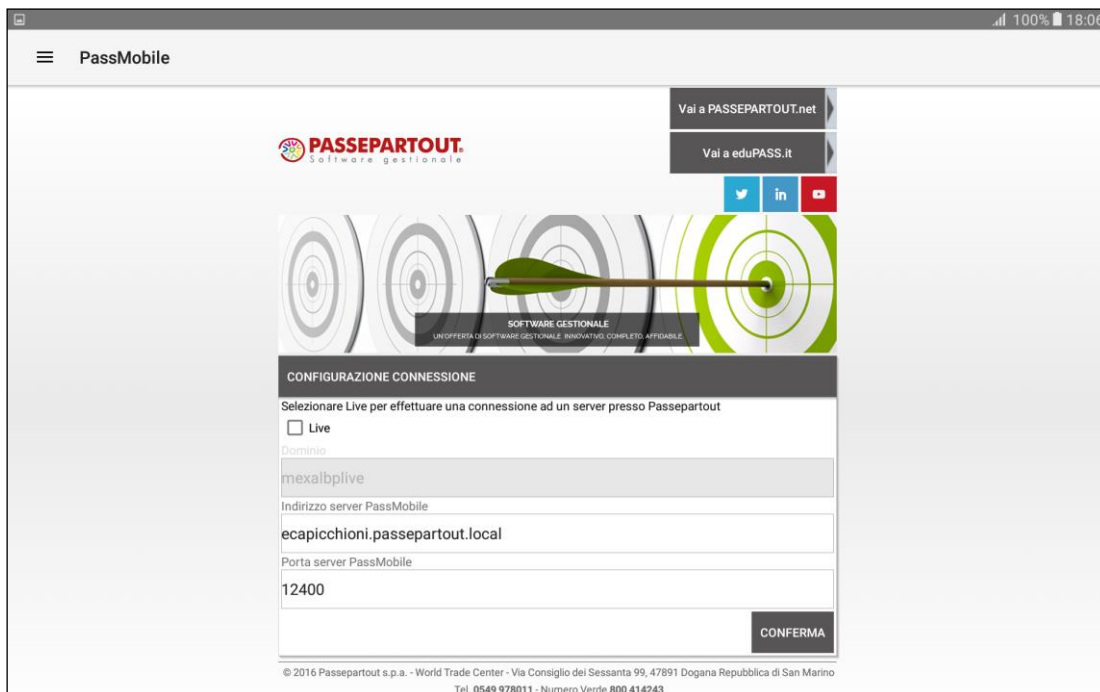 100% 18:06
PassMobile
Vai a PASSEPARTOUT.net
PASSEPARTOUT®
Software gestionale
Vai a eduPASS.it
in
SOFTWARE GESTIONALE
UN'OFFERTA DI SOFTWARE GESTIONALE INNOVATIVO, COMPLETO, AFFIDABILE.
CONFIGURAZIONE CONNESSIONE
Selezionare Live per effettuare una connessione ad un server presso Passepartout
Live
Dominio
mexalbplive
Indirizzo server PassMobile
ecapicchioni.passepartout.local
Porta server PassMobile
12400
CONFERMA
© 2016 Passepartout s.p.a. - World Trade Center - Via Consiglio dei Sessanta 99, 47891 Dogana Repubblica di San Marino
Tel. 0549 978011 - Numero Verde 800 414243